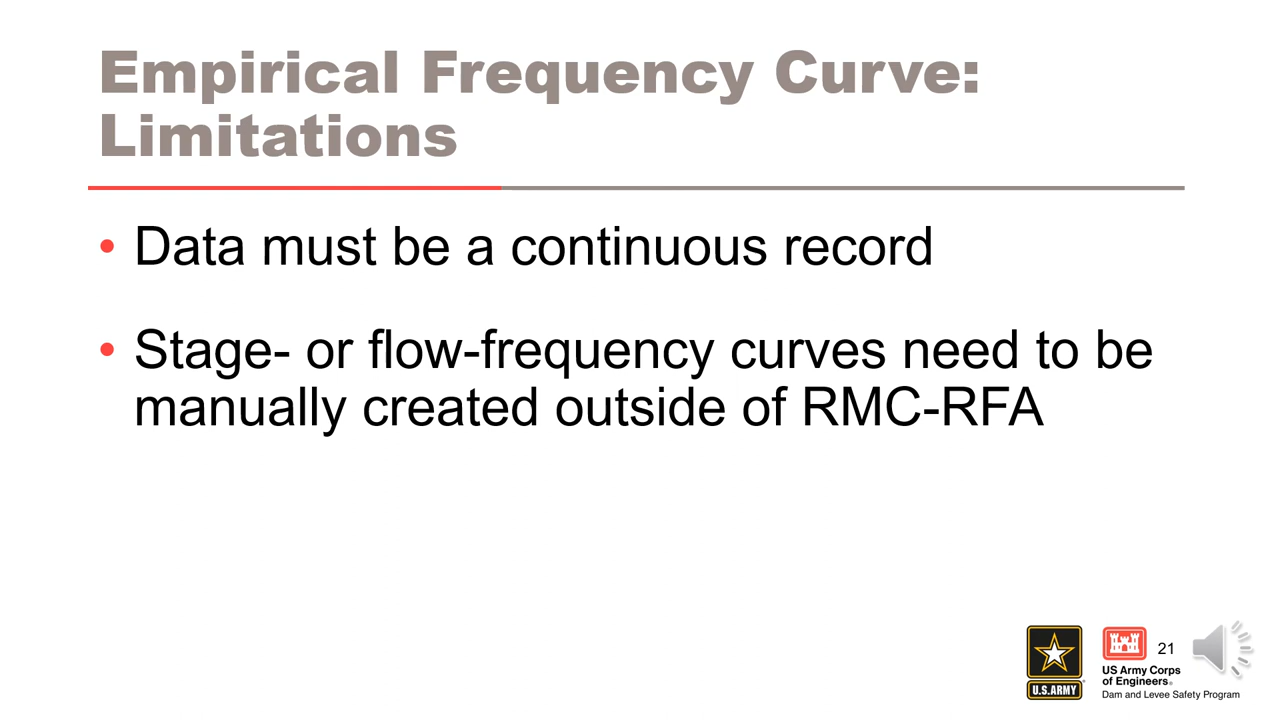 Empirical Frequency Curve:
Limitations
• Data must be a continuous record
• Stage- or flow-frequency curves need to be
manually created outside of RMC-RFA
U.S.ARMY
US Army Corps
of Engineers®
Dam and Levee Safety Program
21